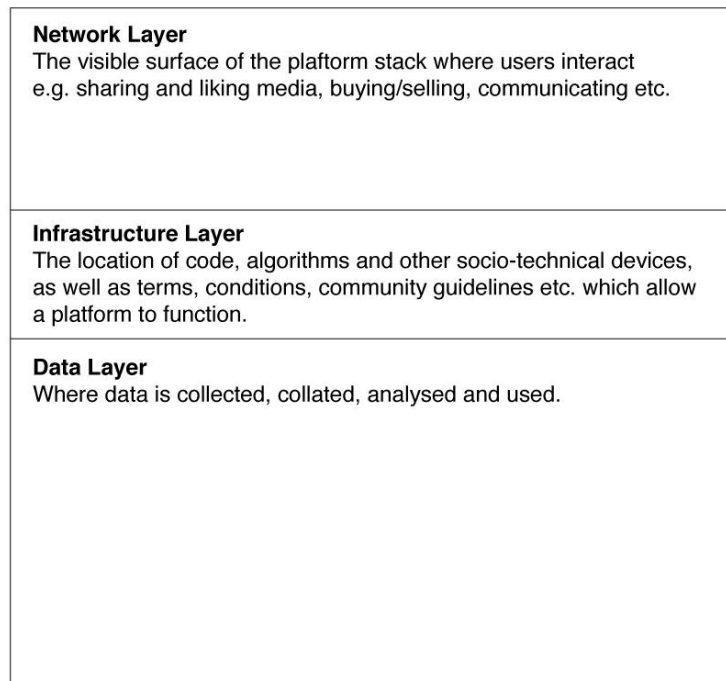 Network Layer
The visible surface of the plaftorm stack where users interact
e.g. sharing and liking media, buying/selling, communicating etc.
Infrastructure Layer
The location of code, algorithms and other socio-technical devices,
as well as terms, conditions, community guidelines etc. which allow
a platform to function.
Data Layer
Where data is collected, collated, analysed and used.